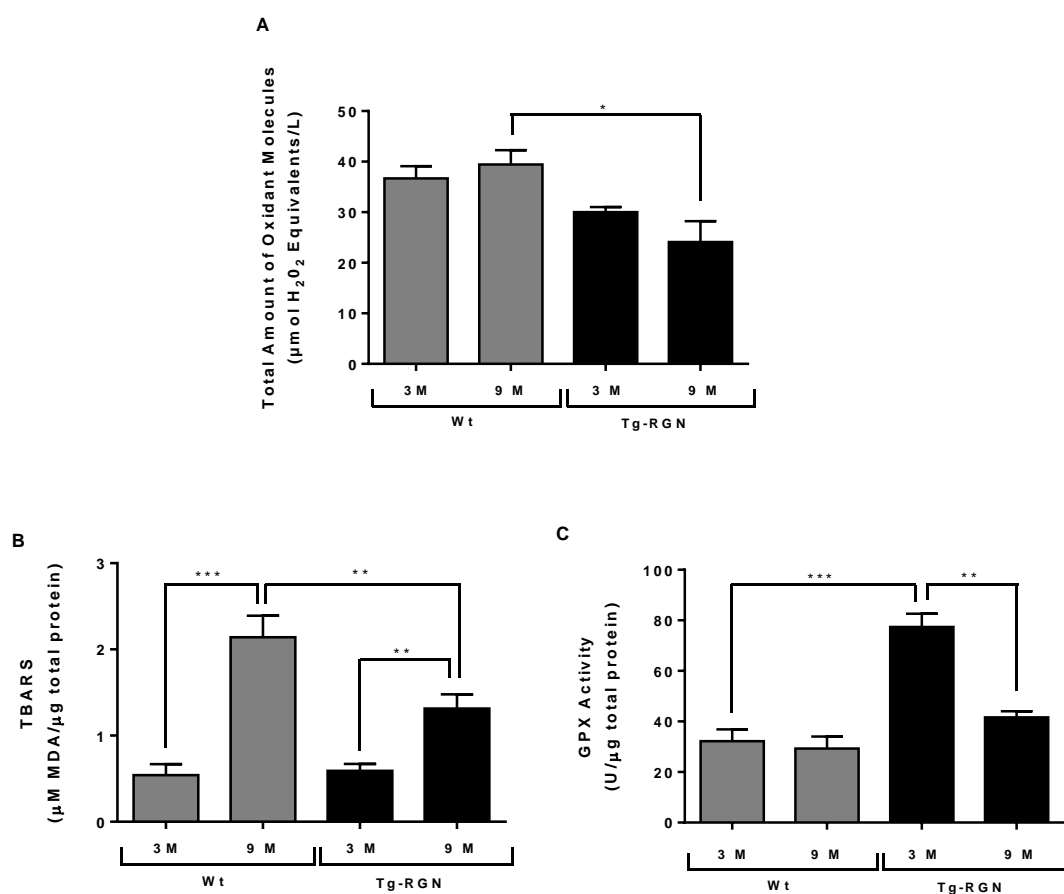 A
Total Amount of Oxidant Molecules
(µmol H2O2 Equivalents/L)
50
40
30
20
10
0
*
3 M 9 M 3 M 9 M
Wt Tg-RGN
B
TBARS
(µM MDA/µg total protein)
3
2
1
0
*** **
**
3 M 9 M 3 M 9 M
Wt Tg-RGN
C
GPX Activity
(U/µg total protein)
100
80
60
40
20
0
*** **
3 M 9 M 3 M 9 M
Wt Tg-RGN